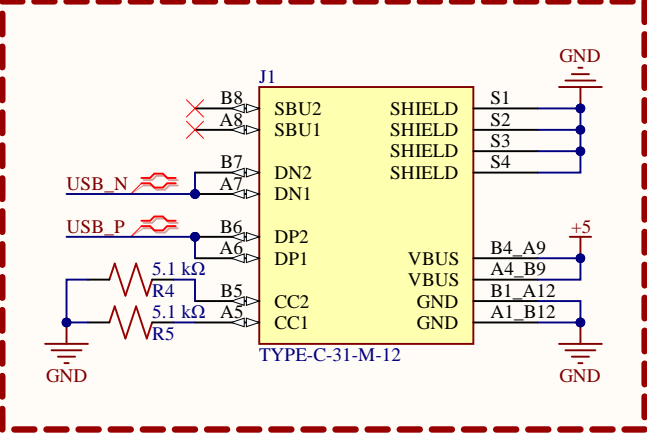 GND
J1
B8 SBU2 SHIELD S1
A8 SBU1 SHIELD S2
SHIELD S3
B7 DN2 SHIELD S4
USB_N A7 DN1
USB_P B6 DP2 +5
A6 DP1 VBUS B4_A9
5.1 kΩ VBUS A4_B9
R4 B5 CC2 GND B1_A12
5.1 kΩ A5 CC1 GND A1_B12
R5
TYPE-C-31-M-12
GND GND